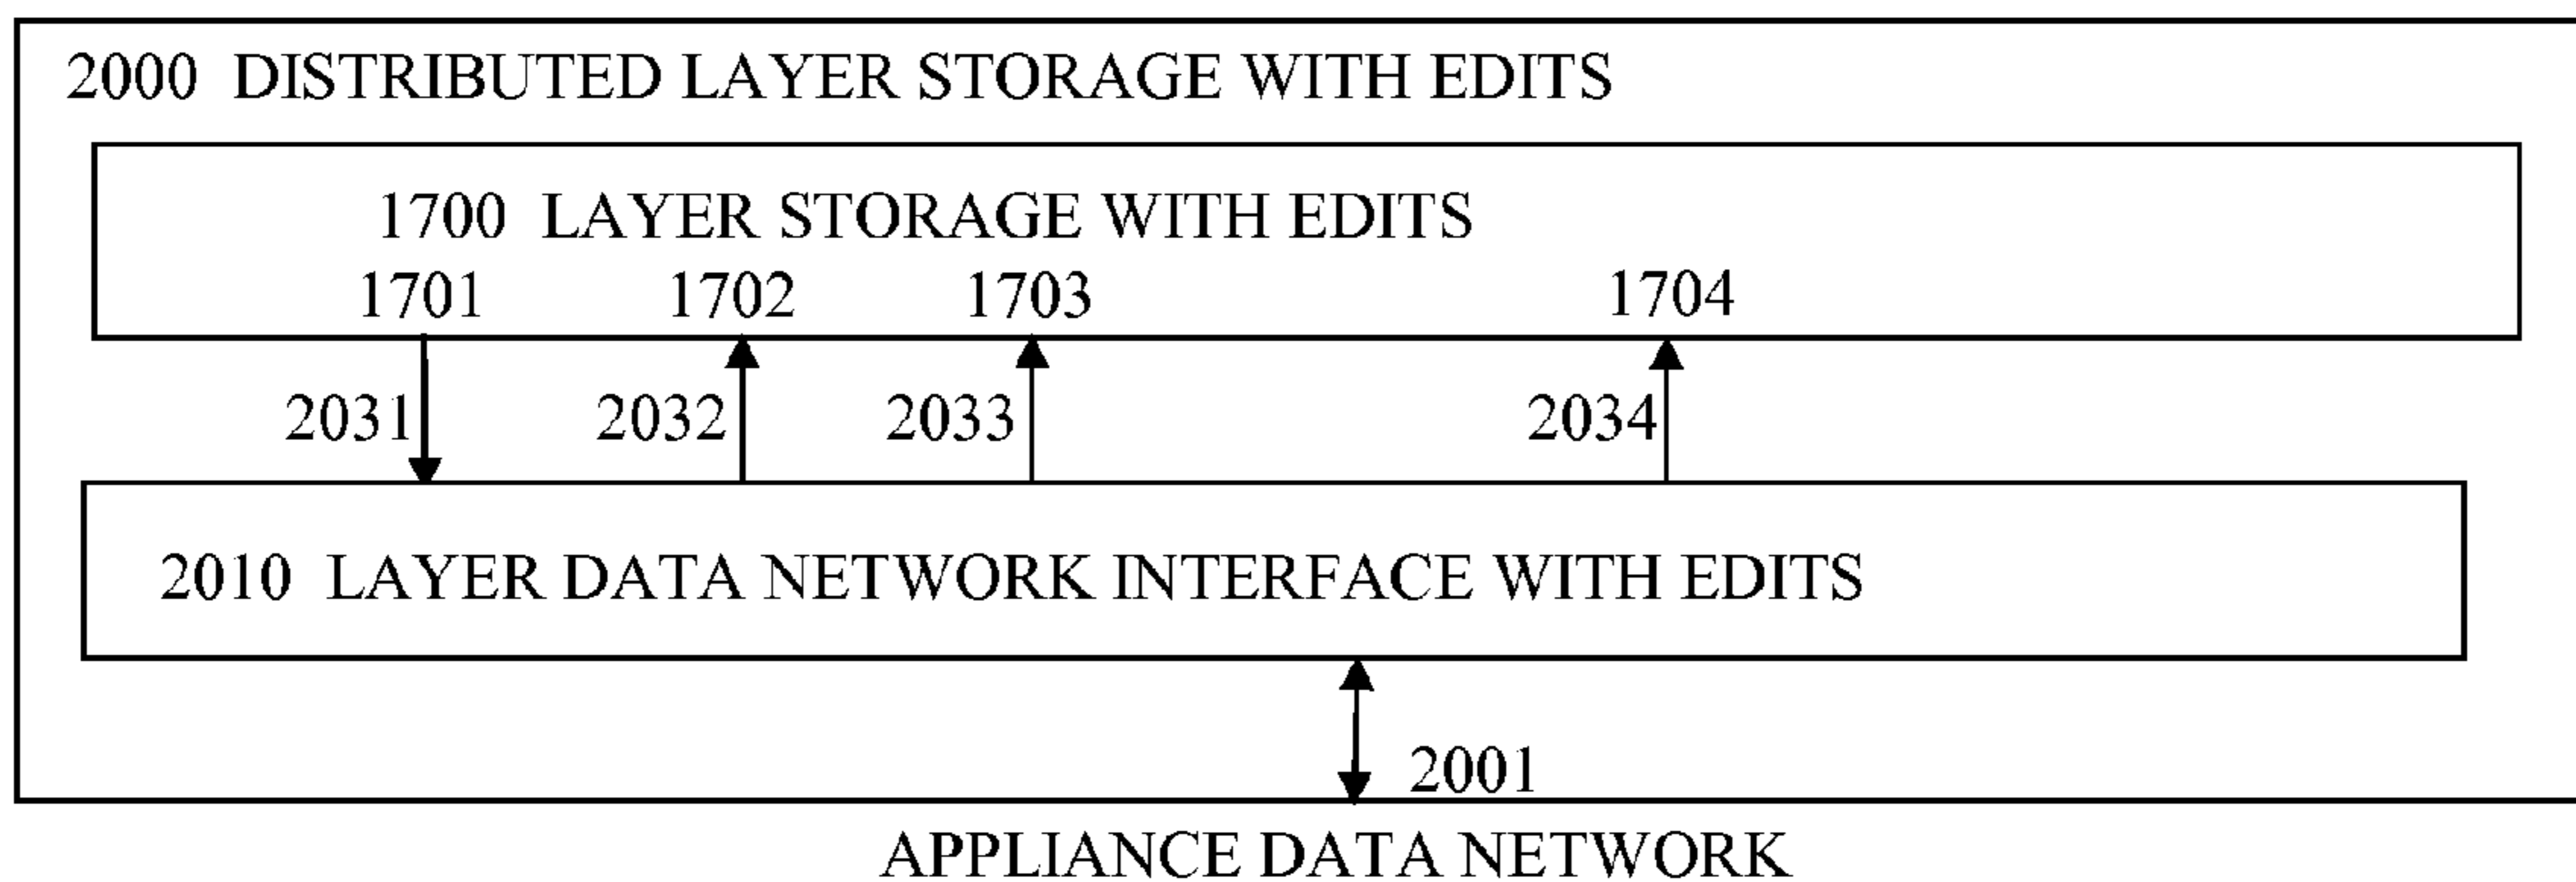 2000 DISTRIBUTED LAYER STORAGE WITH EDITS
1700 LAYER STORAGE WITH EDITS
1701 1702 1703 1704
2031 2032 2033 2034
2010 LAYER DATA NETWORK INTERFACE WITH EDITS
2001
APPLIANCE DATA NETWORK